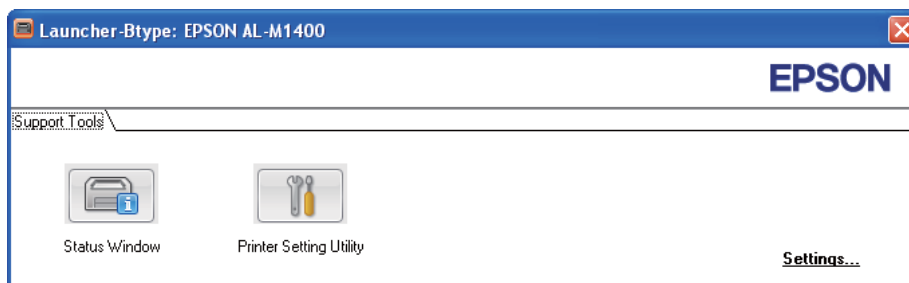 Launcher-Btype: EPSON AL-M1400
EPSON
Support Tools
Status Window
Printer Setting Utility
Settings...